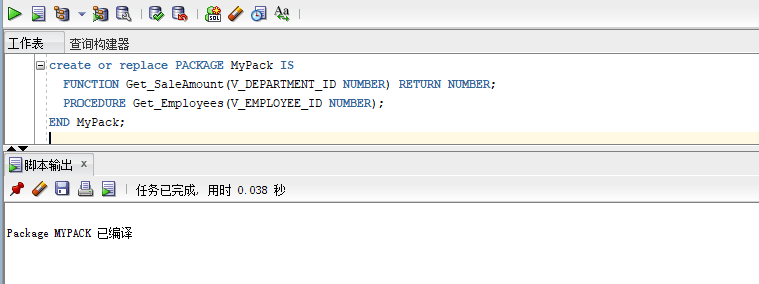 SQL
Aa
工作表 查询构建器
create or replace PACKAGE MyPack IS
FUNCTION Get_SaleAmount(V_DEPARTMENT_ID NUMBER) RETURN NUMBER;
PROCEDURE Get_Employees(V_EMPLOYEE_ID NUMBER);
END MyPack;
脚本输出 x
任务已完成, 用时 0.038 秒
Package MYPACK 已编译